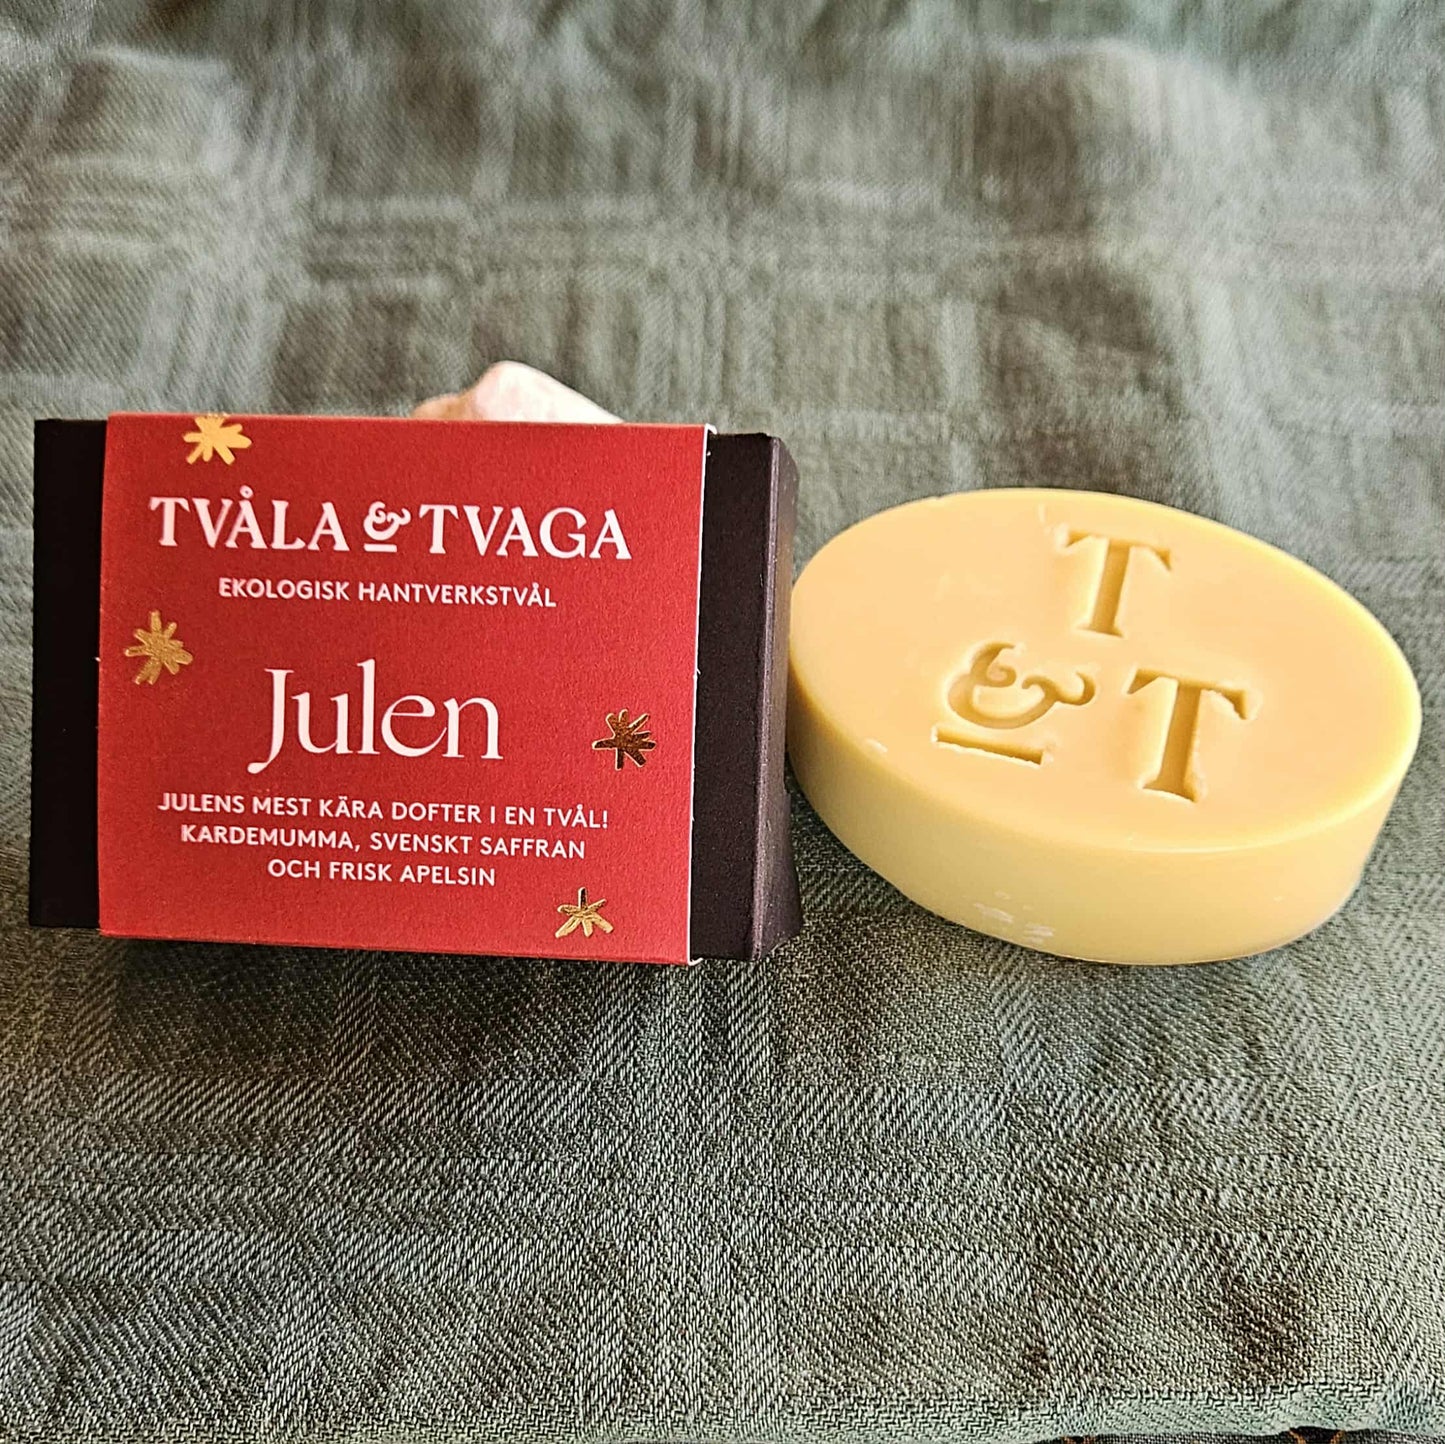 TVÅLA & TVAGA
EKOLOGISK HANTVERKSTVÅL
Julen
JULENS MEST KÄRA DOFTER I EN TVÅL!
KARDEMUMMA, SVENSKT SAFFRAN
OCH FRISK APELSIN
T
& T